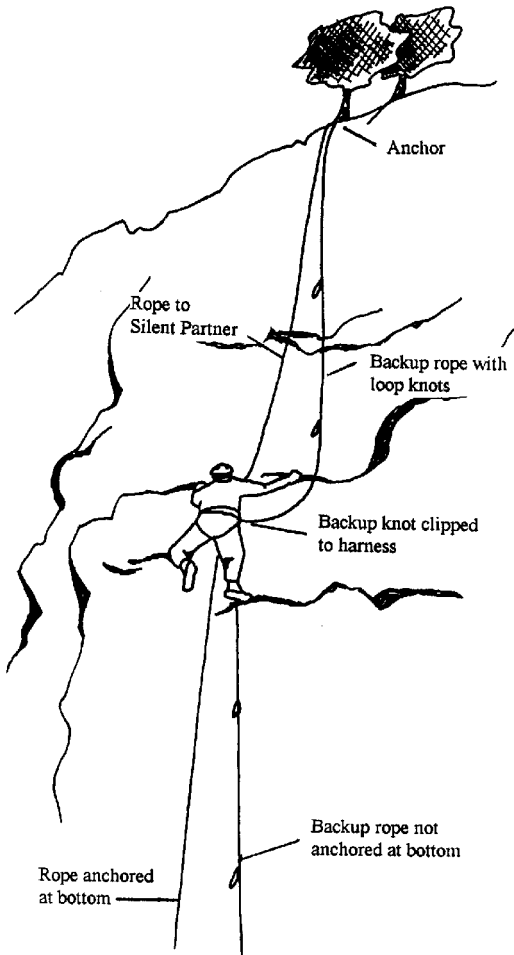 Anchor
Rope to
Silent Partner
Backup rope with
loop knots
Backup knot clipped
to harness
Backup rope not
anchored at bottom
Rope anchored
at bottom